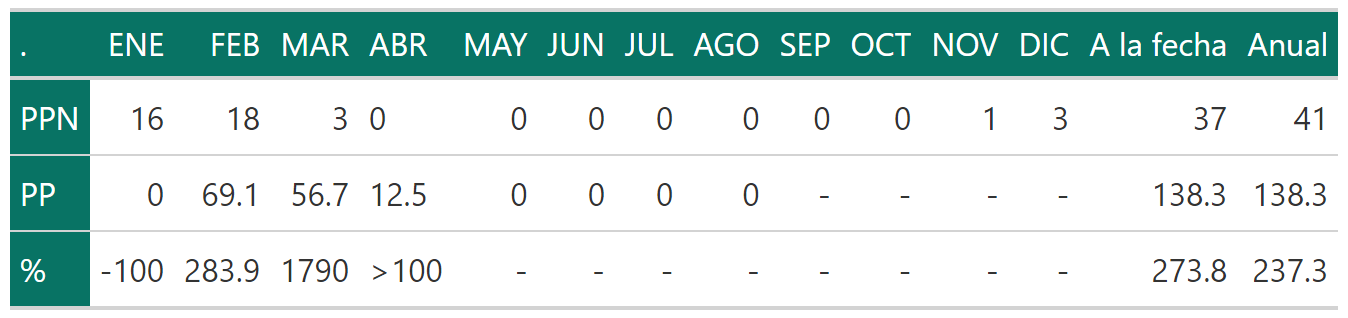 . ENE FEB MAR ABR MAY JUN JUL AGO SEP OCT NOV DIC A la fecha Anual
PPN 16 18 3 0 0 0 0 0 0 0 1 3 37 41
PP 0 69.1 56.7 12.5 0 0 0 0 - - - - 138.3 138.3
% -100 283.9 1790 >100 - - - - - - - - 273.8 237.3